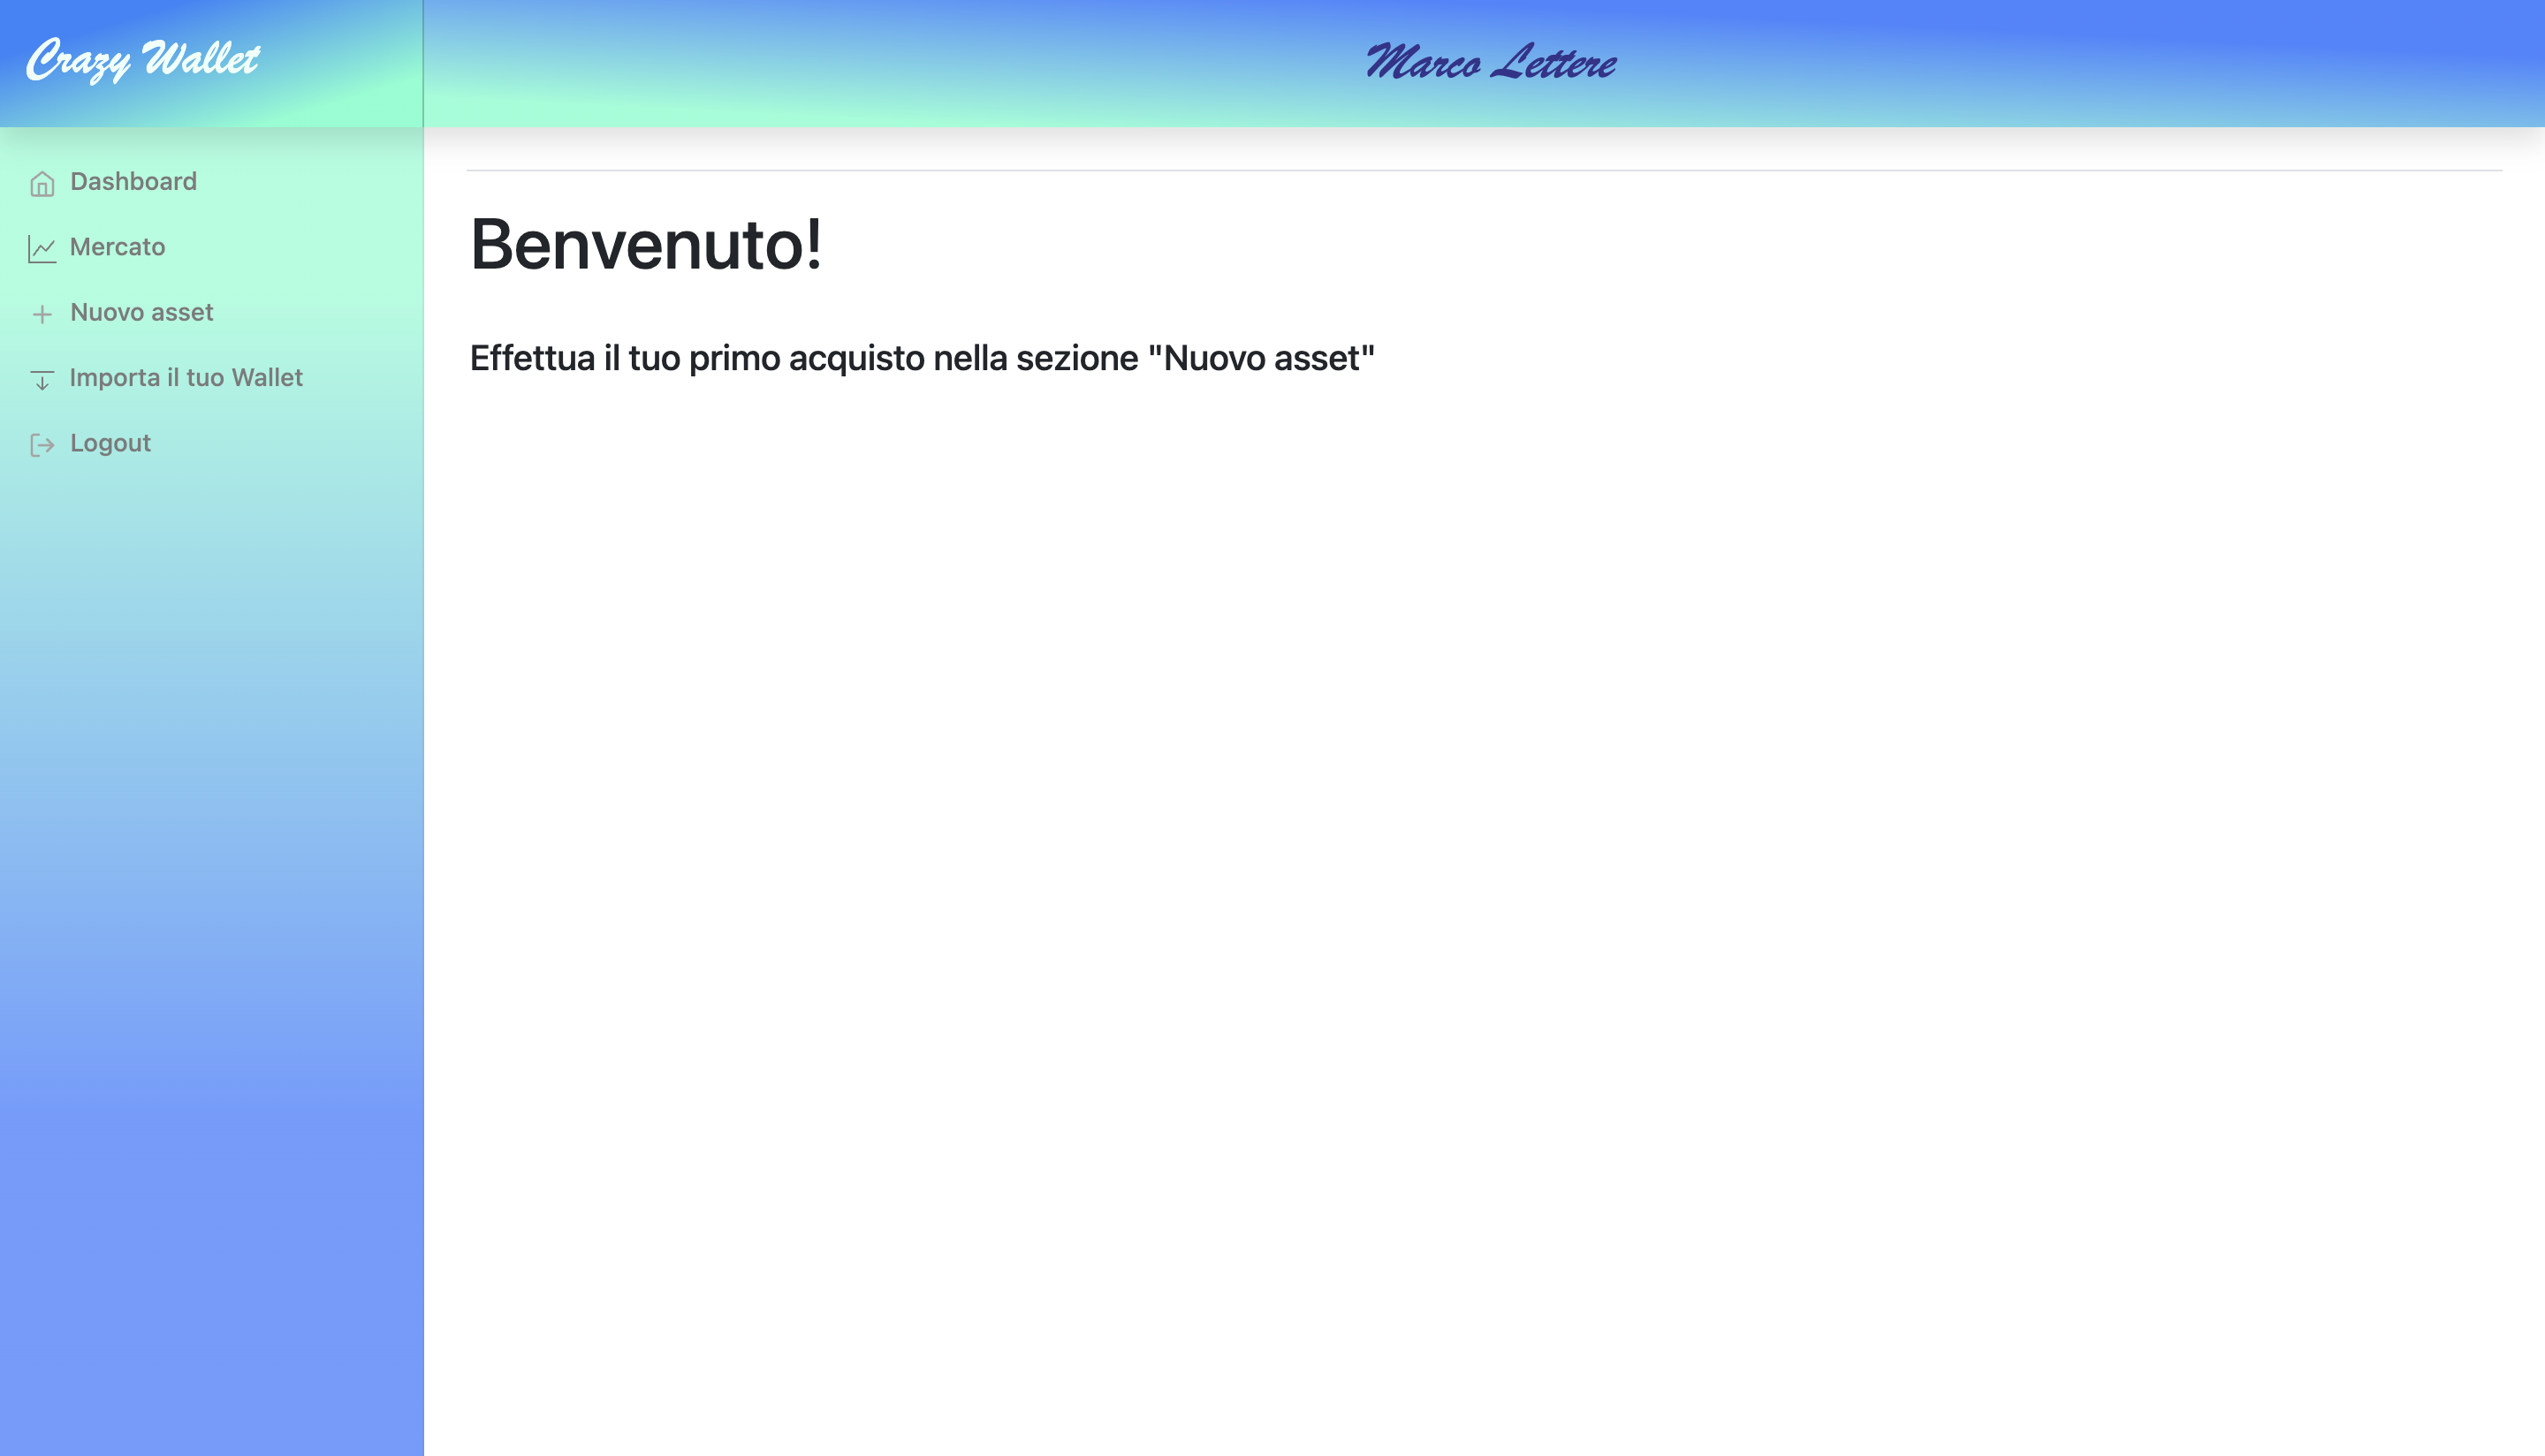 Crazy Wallet
Marco Lettere
Dashboard
Mercato
Nuovo asset
Importa il tuo Wallet
Logout
Benvenuto!
Effettua il tuo primo acquisto nella sezione "Nuovo asset"